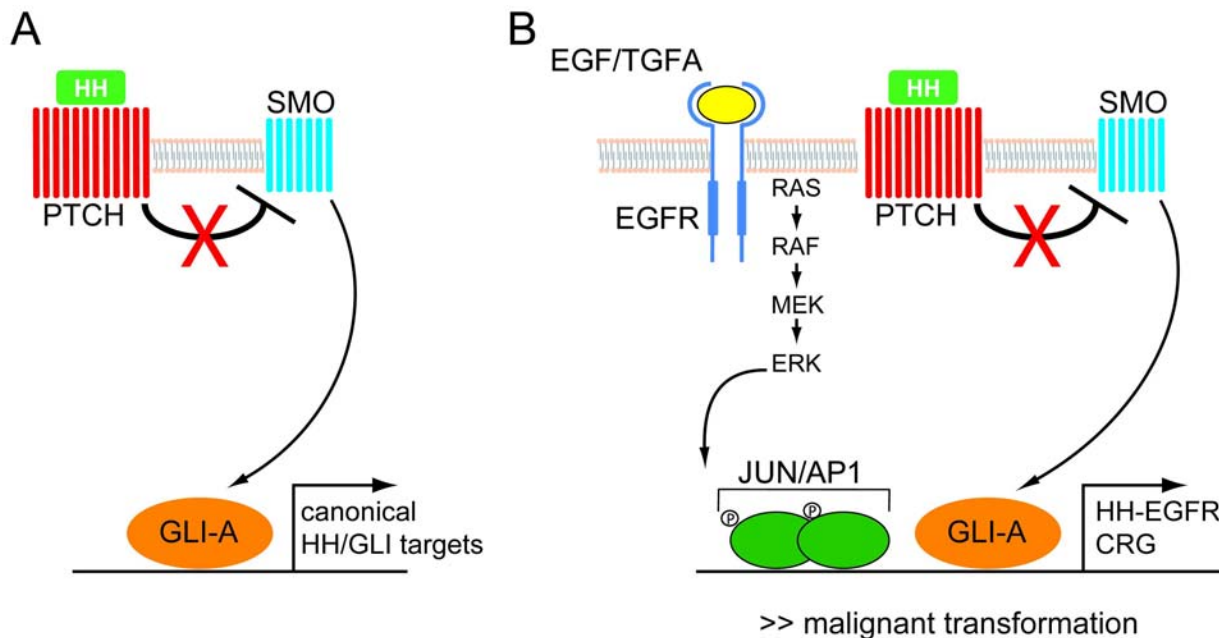 A
HH
SMO
PTCH
X
GLI-A
canonical
HH/GLI targets
B
EGF/TGFA
HH
SMO
EGFR
PTCH
X
RAS
RAF
MEK
ERK
JUN/AP1
P
P
GLI-A
HH-EGFR
CRG
>> malignant transformation